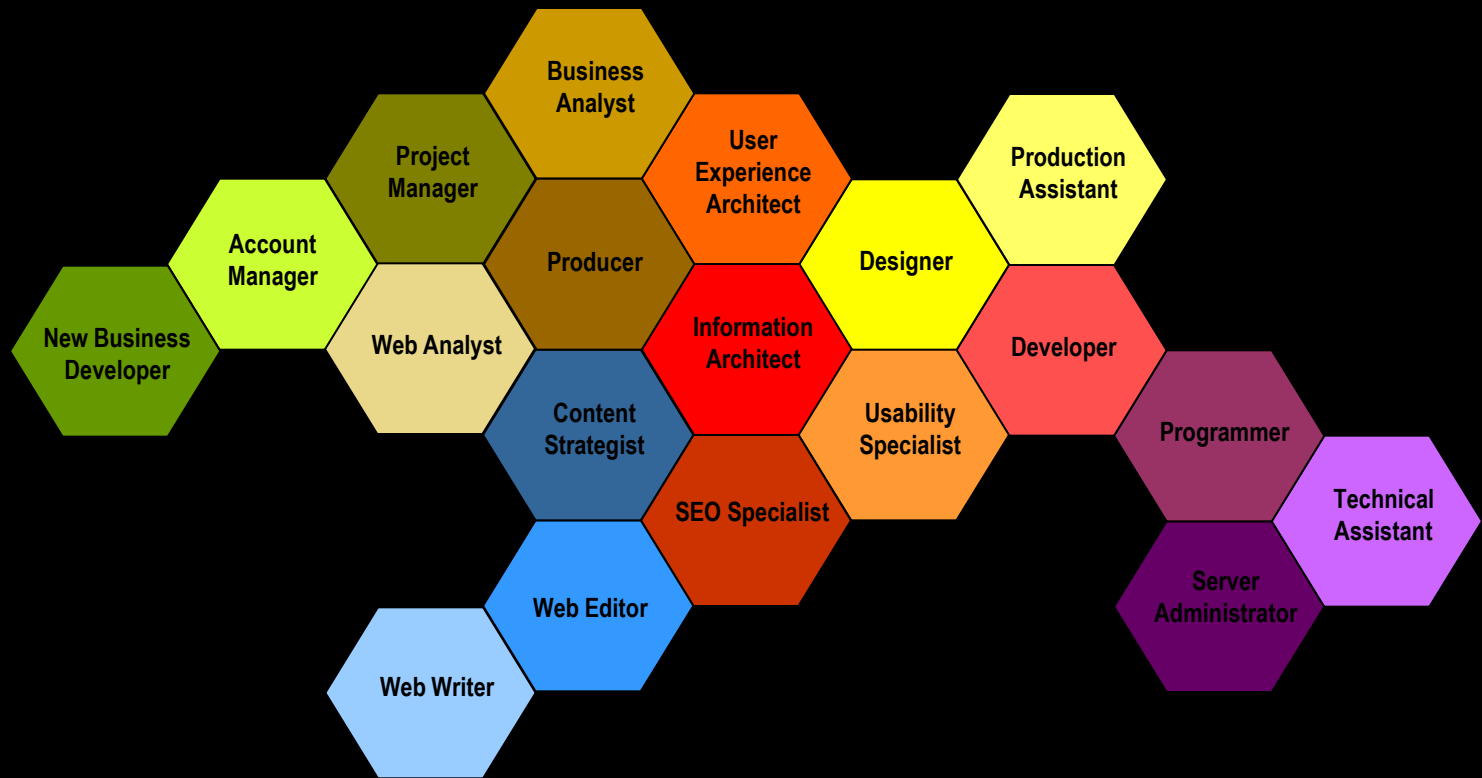 Business
Analyst
Project
Manager
User
Experience
Architect
Production
Assistant
Account
Manager
Producer
Designer
New Business
Developer
Web Analyst
Information
Architect
Developer
Content
Strategist
Usability
Specialist
Programmer
SEO Specialist
Technical
Assistant
Web Editor
Server
Administrator
Web Writer